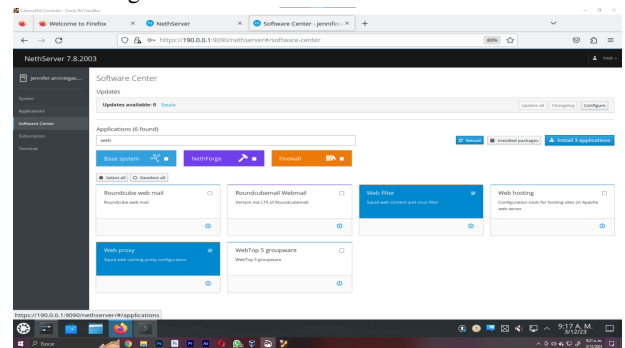 Welcome to Firefox
NethServer
Software Center - jennifer.
https://190.0.0.1:9090/nethserver#/software-center
80%
NethServer 7.8.2003
root
jennifer.arciniegas...
Software Center
Updates
System
Updates available: 0 Details
Update all
Changelog
Configure
Applications
Software Center
Applications (6 found)
Subscription
web
Reload
Installed packages
Install 3 applications
Terminal
Base system
NethForge
Firewall
Select all
Deselect all
Roundcube web mail
Roundcube web mail
Roundcubemail Webmail
Version not LTS of Roundcubemail
Web filter
Squid web content and virus filter
Web hosting
Configuration tools for hosting sites on Apache
web server
Web proxy
Squid web caching proxy configuration
WebTop 5 groupware
WebTop 5 groupware
https://190.0.0.1:9090/nethserver/#/applications
9:17 A. M.
3/12/23
Buscar